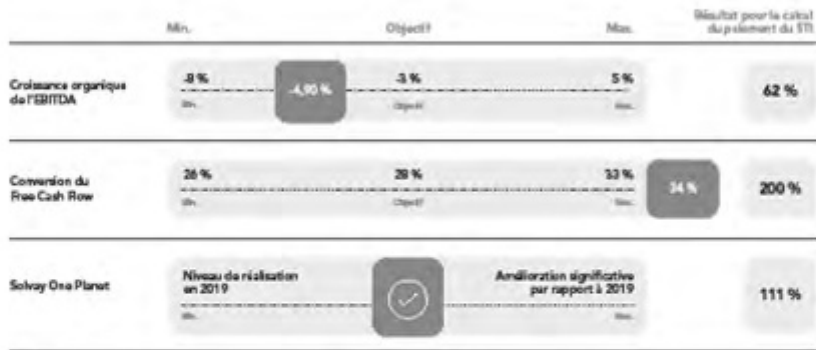 Min.
Objectif
Max.
Résultat pour le calcul
du paiement du STI
Croissance organique
de l'EBITDA
-8 %
-4,90 %
-3 %
5 %
Min.
Objectif
Max.
62 %
Conversion du
Free Cash Flow
26 %
28 %
33 %
34 %
Min.
Objectif
Max.
200 %
Solvay One Planet
Niveau de réalisation
en 2019
Amélioration significative
par rapport à 2019
Min.
Max.
111 %